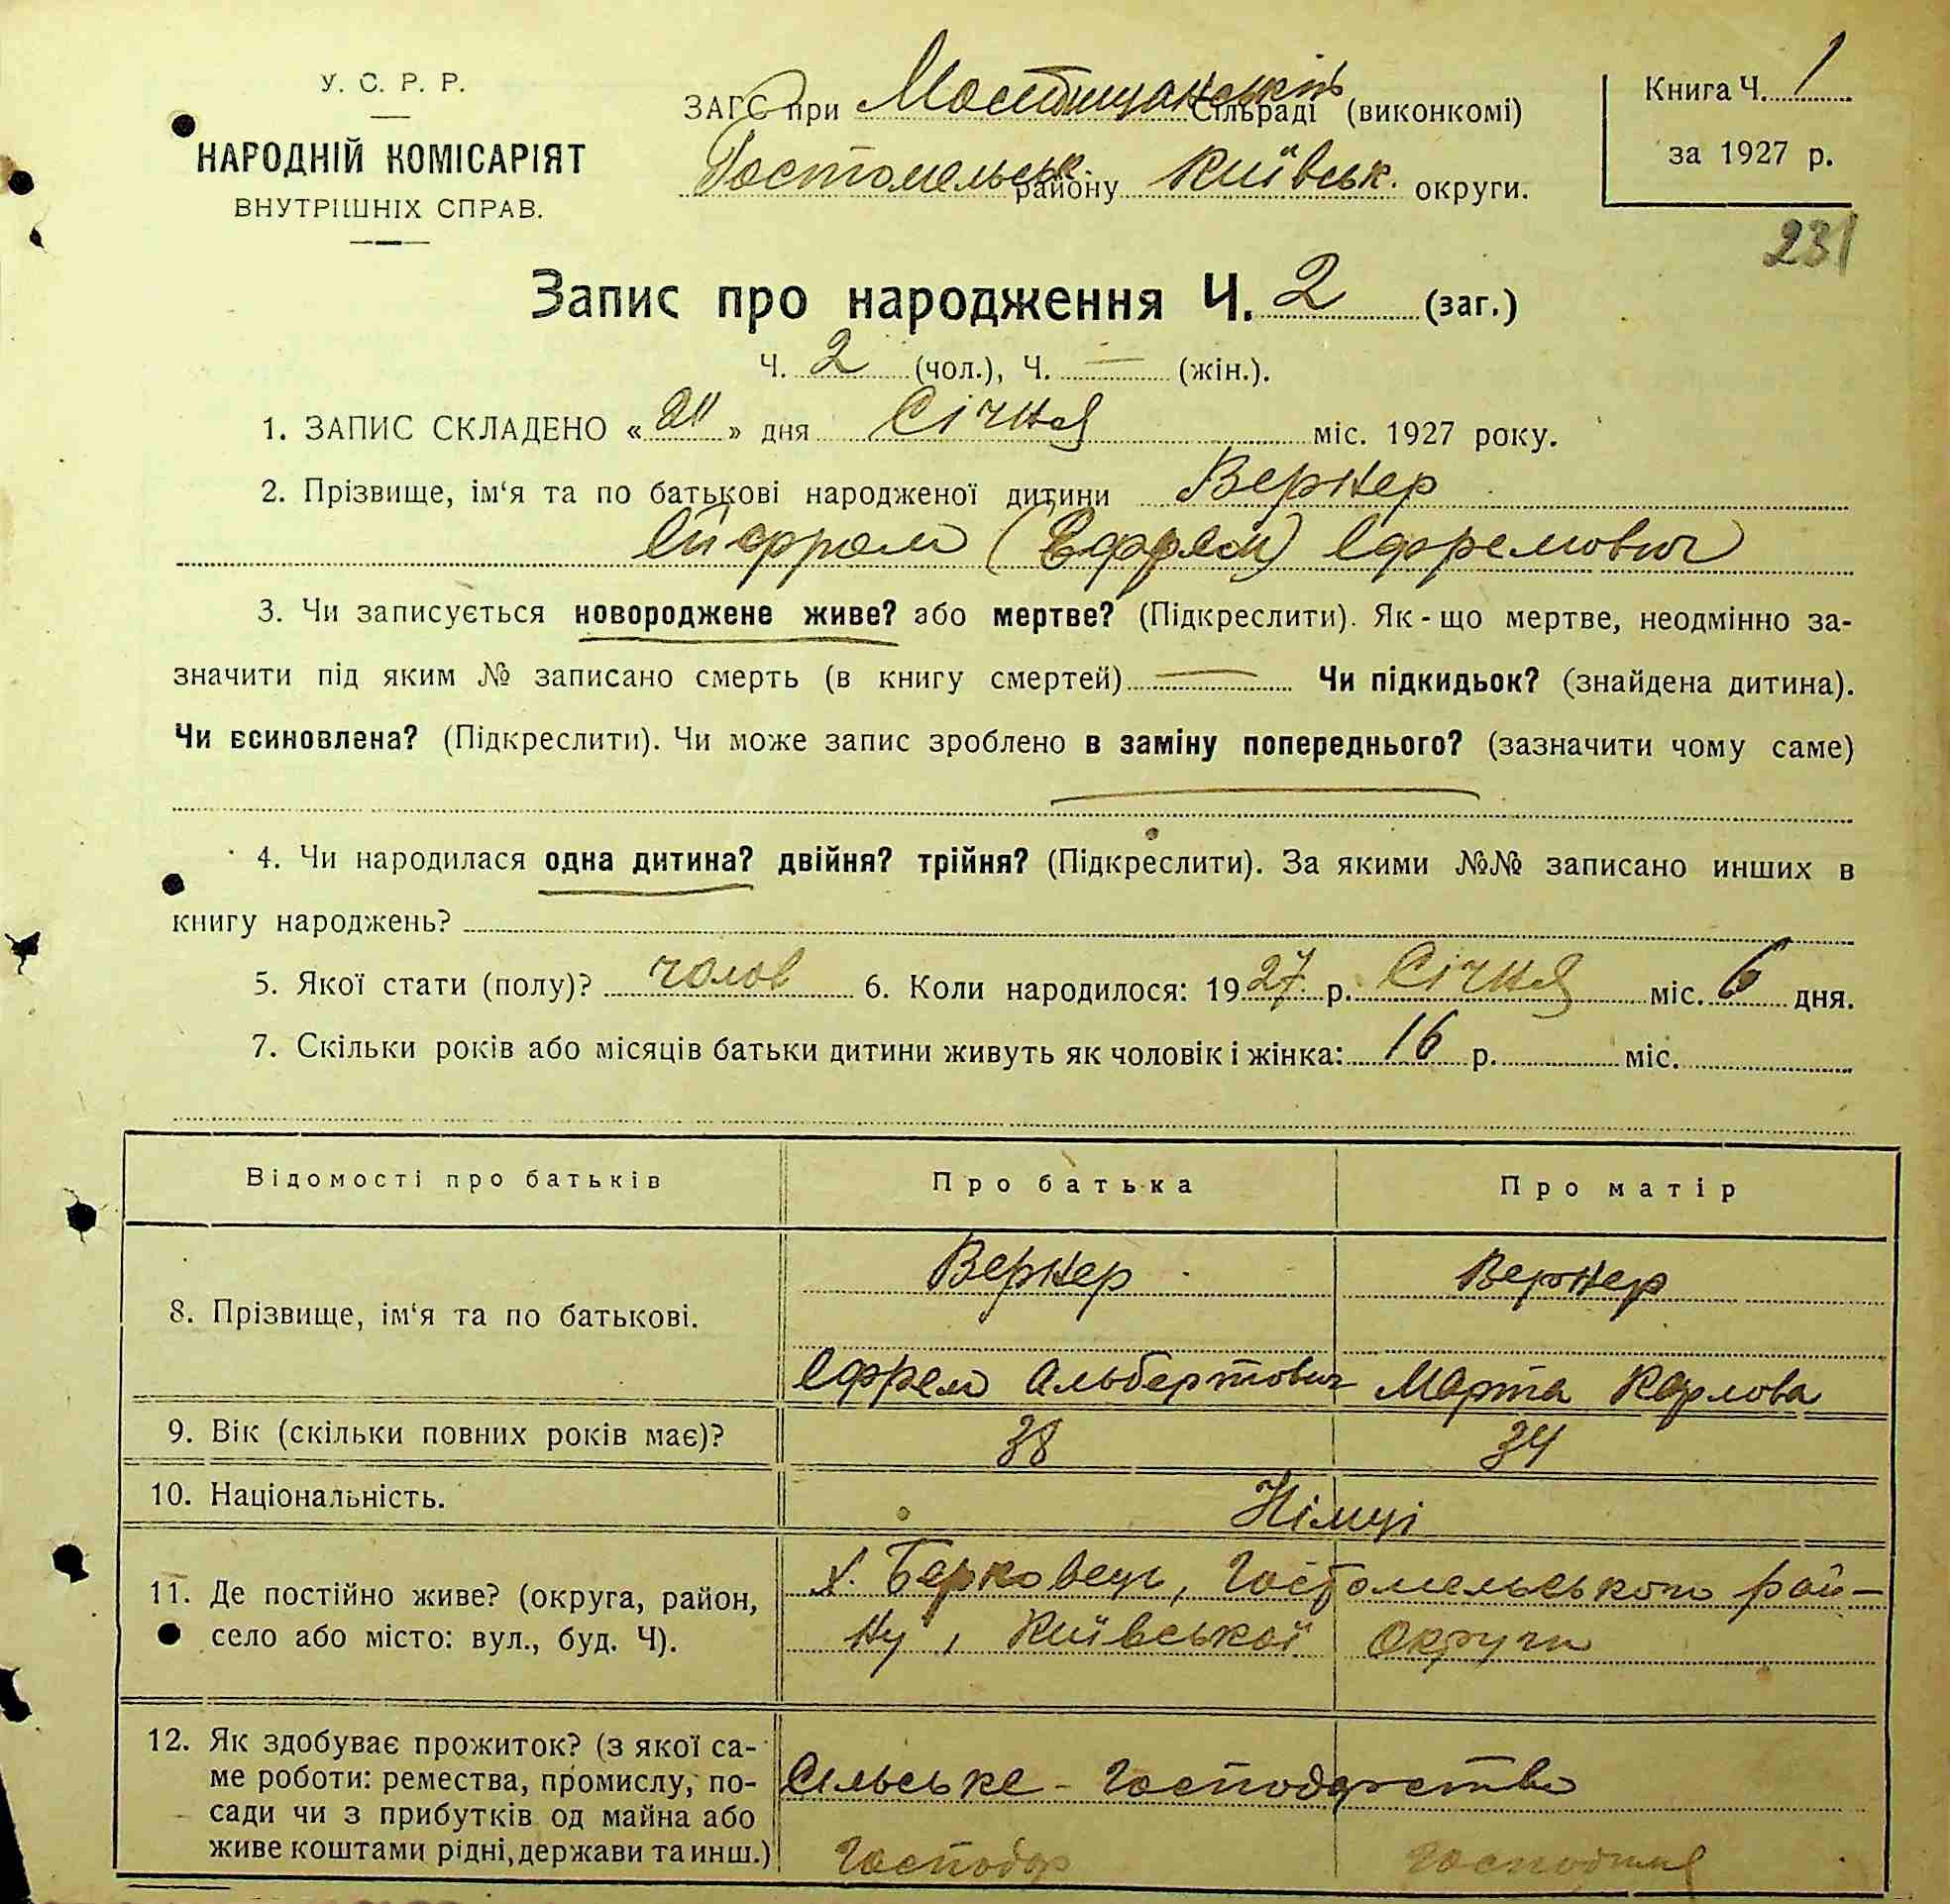 У. С. Р. Р.
НАРОДНІЙ КОМІСАРІЯТ
ВНУТРІШНІХ СПРАВ.
ЗАГС при Мостищанській Сільраді (виконкомі)
Гостомельськ. району Київськ. округи.
Книга Ч. 1
за 1927 р.
231
Запис про народження Ч. 2 (заг.)
Ч. 2 (чол.), Ч. — (жін.).
1. ЗАПИС СКЛАДЕНО « » дня Січня міс. 1927 року.
2. Прізвище, ім‘я та по батькові народженої дитини Вернер
(Ефрем) Ефремович
3. Чи записується новороджене живе? або мертве? (Підкреслити). Як-що мертве, неодмінно за-
значити під яким № записано смерть (в книгу смертей) — Чи підкидьок? (знайдена дитина).
Чи всиновлена? (Підкреслити). Чи може запис зроблено в заміну попереднього? (зазначити чому саме)
—
4. Чи народилася одна дитина? двійня? трійня? (Підкреслити). За якими №№ записано инших в
книгу народжень?
5. Якої стати (полу)? чолов 6. Коли народилося: 1927 р. Січня міс. 6 дня.
7. Скільки років або місяців батьки дитини живуть як чоловік і жінка: 16 р. міс.
Відомості про батьків Про батька Про матір
8. Прізвище, ім‘я та по батькові. Вернер Вернер
Ефрем Альбертович Марта Карлова
9. Вік (скільки повних років має)? 38 34
10. Національність. Німці
11. Де постійно живе? (округа, район, село або місто: вул., буд. Ч). х. Берковець, Гостомельського рай-
ну, Київської округи
12. Як здобуває прожиток? (з якої са-
ме роботи: ремества, промислу, по-
сади чи з прибутків од майна або
живе коштами рідні, держави та инш.)
Сільське-господарство
Господар Господиня